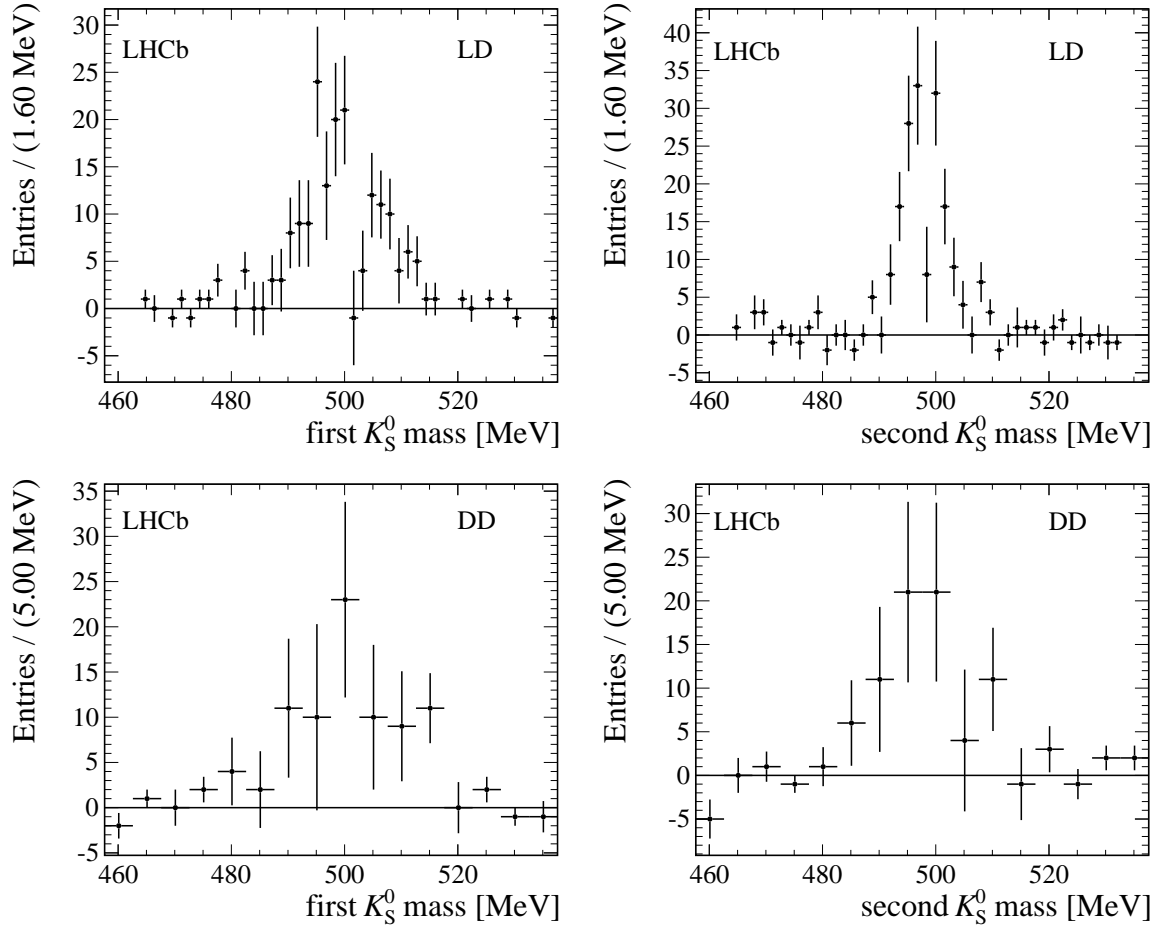 Entries / (1.60 MeV)
30
25
20
15
10
5
0
-5
LHCb
LD
460 480 500 520
first K_S^0 mass [MeV]
Entries / (1.60 MeV)
40
35
30
25
20
15
10
5
0
-5
LHCb
LD
460 480 500 520
second K_S^0 mass [MeV]
Entries / (5.00 MeV)
35
30
25
20
15
10
5
0
-5
LHCb
DD
460 480 500 520
first K_S^0 mass [MeV]
Entries / (5.00 MeV)
30
25
20
15
10
5
0
-5
LHCb
DD
460 480 500 520
second K_S^0 mass [MeV]